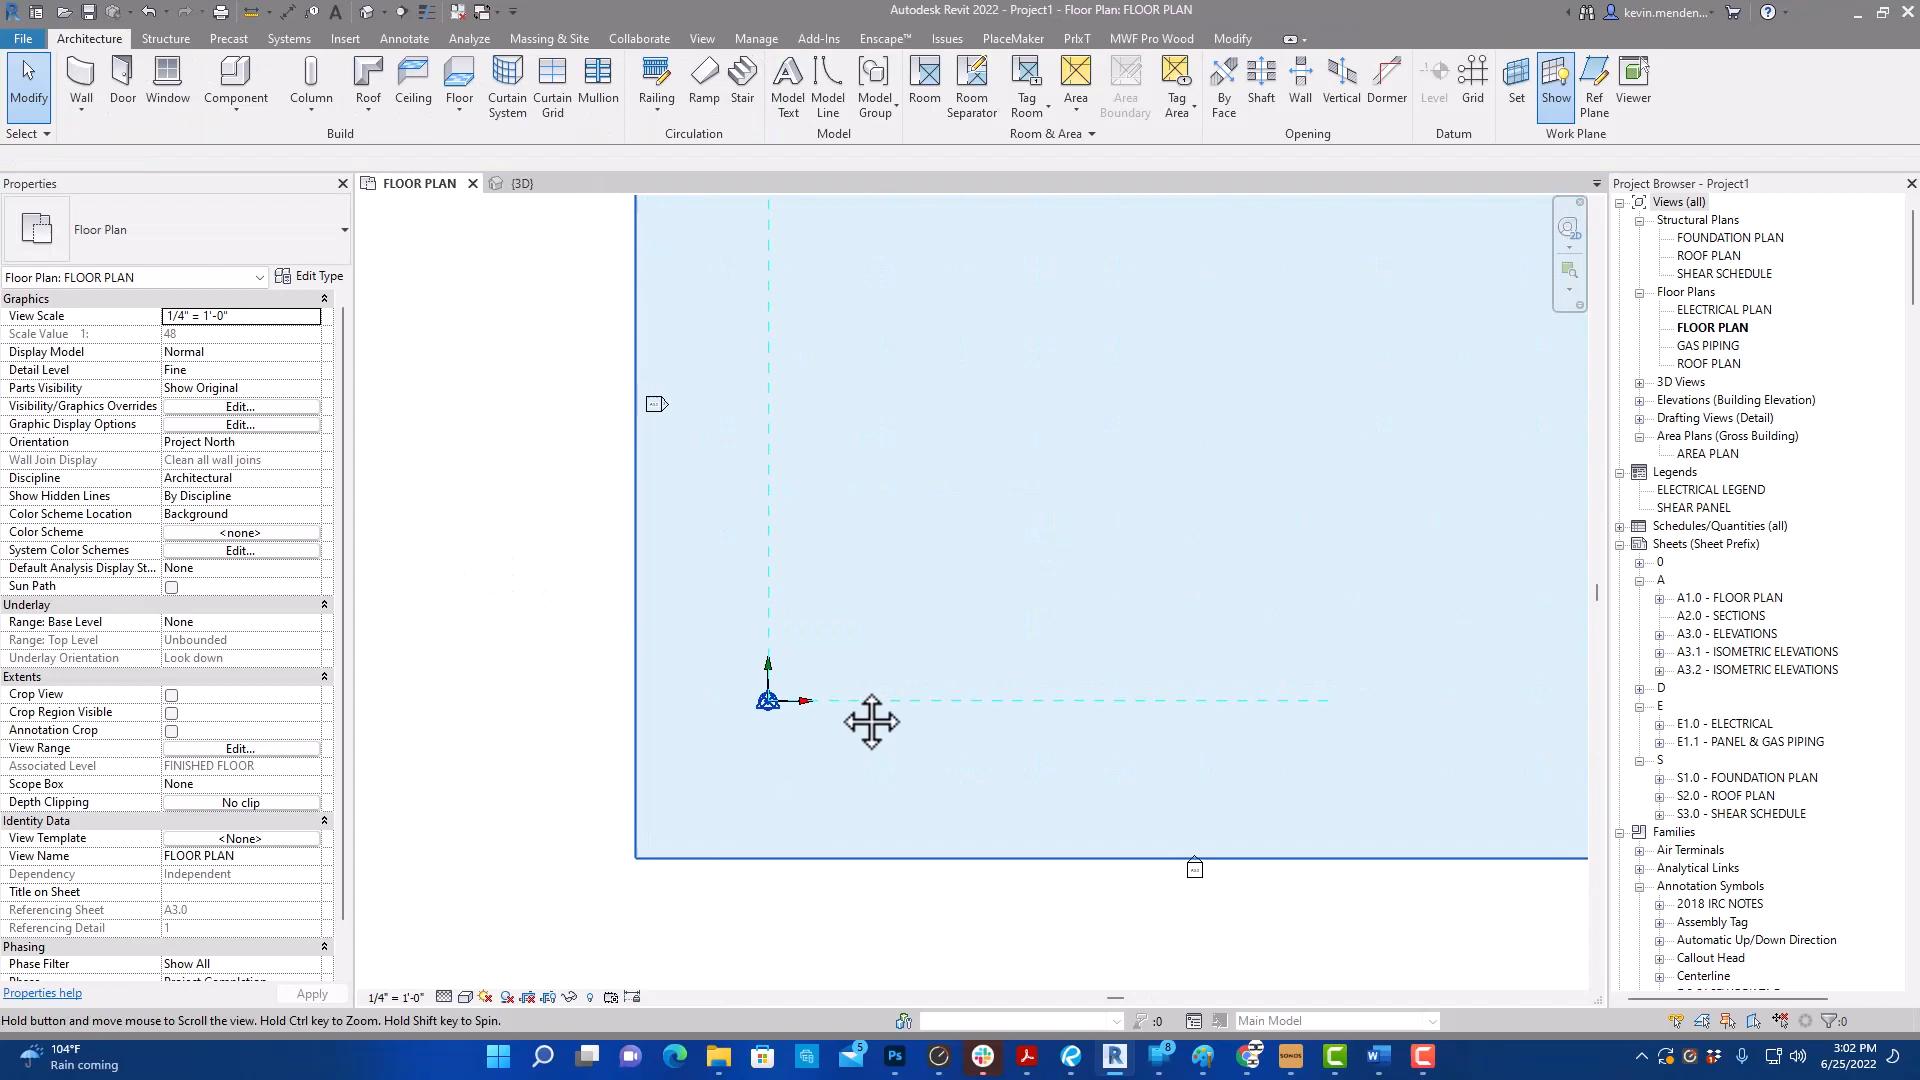 Autodesk Revit 2022 - Project1 - Floor Plan: FLOOR PLAN
kevin.menden...
File Architecture Structure Precast Systems Insert Annotate Analyze Massing & Site Collaborate View Manage Add-Ins Enscape™ Issues PlaceMaker PrlxT MWF Pro Wood Modify
Modify Wall Door Window Component Column Roof Ceiling Floor Curtain System Curtain Grid Mullion Railing Ramp Stair Model Text Model Line Model Group Room Room Separator Tag Room Area Area Boundary Tag Area By Face Shaft Wall Vertical Dormer Level Grid Set Show Ref Plane Viewer
Select Build Circulation Model Room & Area Opening Datum Work Plane
Properties
Floor Plan
Floor Plan: FLOOR PLAN Edit Type
Graphics
View Scale 1/4" = 1'-0"
Scale Value 1: 48
Display Model Normal
Detail Level Fine
Parts Visibility Show Original
Visibility/Graphics Overrides Edit...
Graphic Display Options Edit...
Orientation Project North
Wall Join Display Clean all wall joins
Discipline Architectural
Show Hidden Lines By Discipline
Color Scheme Location Background
Color Scheme <none>
System Color Schemes Edit...
Default Analysis Display St... None
Sun Path
Underlay
Range: Base Level None
Range: Top Level Unbounded
Underlay Orientation Look down
Extents
Crop View
Crop Region Visible
Annotation Crop
View Range Edit...
Associated Level FINISHED FLOOR
Scope Box None
Depth Clipping No clip
Identity Data
View Template <None>
View Name FLOOR PLAN
Dependency Independent
Title on Sheet
Referencing Sheet A3.0
Referencing Detail 1
Phasing
Phase Filter Show All
Properties help Apply
FLOOR PLAN {3D}
2D
1/4" = 1'-0"
Project Browser - Project1
Views (all)
Structural Plans
FOUNDATION PLAN
ROOF PLAN
SHEAR SCHEDULE
Floor Plans
ELECTRICAL PLAN
FLOOR PLAN
GAS PIPING
ROOF PLAN
3D Views
Elevations (Building Elevation)
Drafting Views (Detail)
Area Plans (Gross Building)
AREA PLAN
Legends
ELECTRICAL LEGEND
SHEAR PANEL
Schedules/Quantities (all)
Sheets (Sheet Prefix)
0
A
A1.0 - FLOOR PLAN
A2.0 - SECTIONS
A3.0 - ELEVATIONS
A3.1 - ISOMETRIC ELEVATIONS
A3.2 - ISOMETRIC ELEVATIONS
D
E
E1.0 - ELECTRICAL
E1.1 - PANEL & GAS PIPING
S
S1.0 - FOUNDATION PLAN
S2.0 - ROOF PLAN
S3.0 - SHEAR SCHEDULE
Families
Air Terminals
Analytical Links
Annotation Symbols
2018 IRC NOTES
Assembly Tag
Automatic Up/Down Direction
Callout Head
Centerline
Hold button and move mouse to Scroll the view. Hold Ctrl key to Zoom. Hold Shift key to Spin.
:0 Main Model :0
104°F
Rain coming
5
8
SONOS
3:02 PM
6/25/2022